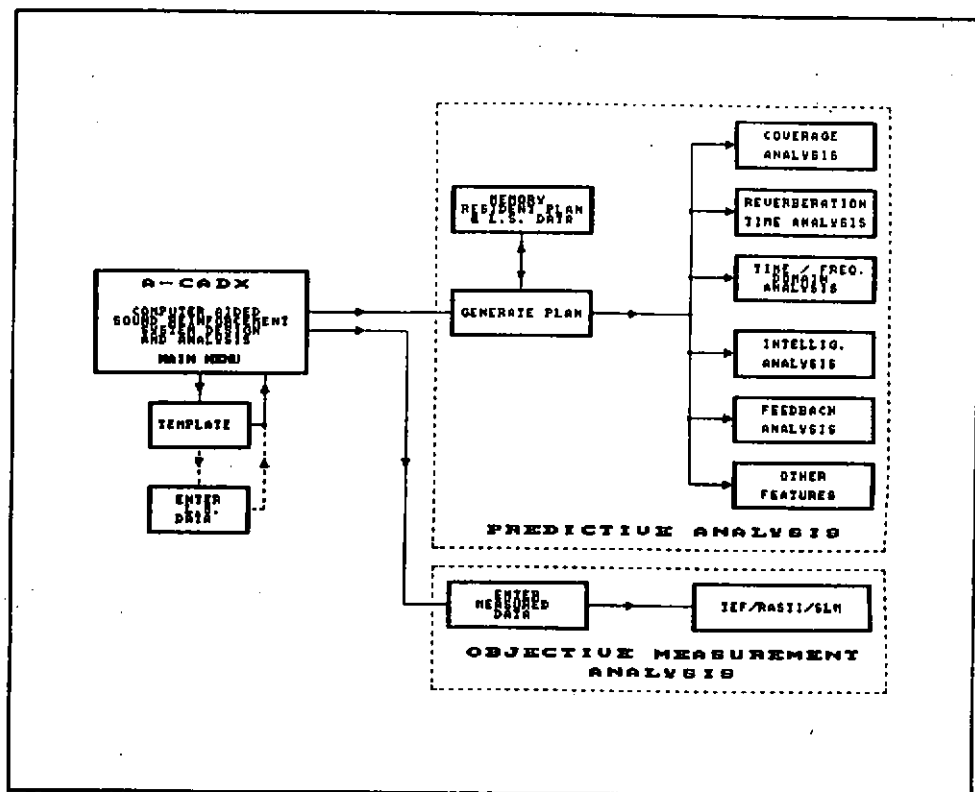 A-CADX
COMPUTER AIDED
SOUND REINFORCEMENT
SYSTEM DESIGN
AND ANALYSIS
MAIN MENU
TEMPLATE
ENTER
L.S.
DATA
MEMORY
RESIDENT PLAN
& L.S. DATA
GENERATE PLAN
COVERAGE
ANALYSIS
REVERBERATION
TIME ANALYSIS
TIME / FREQ.
DOMAIN
ANALYSIS
INTELLIG.
ANALYSIS
FEEDBACK
ANALYSIS
OTHER
FEATURES
PREDICTIVE ANALYSIS
ENTER
MEASURED
DATA
TEF/RASTI/SLM
OBJECTIVE MEASUREMENT
ANALYSIS